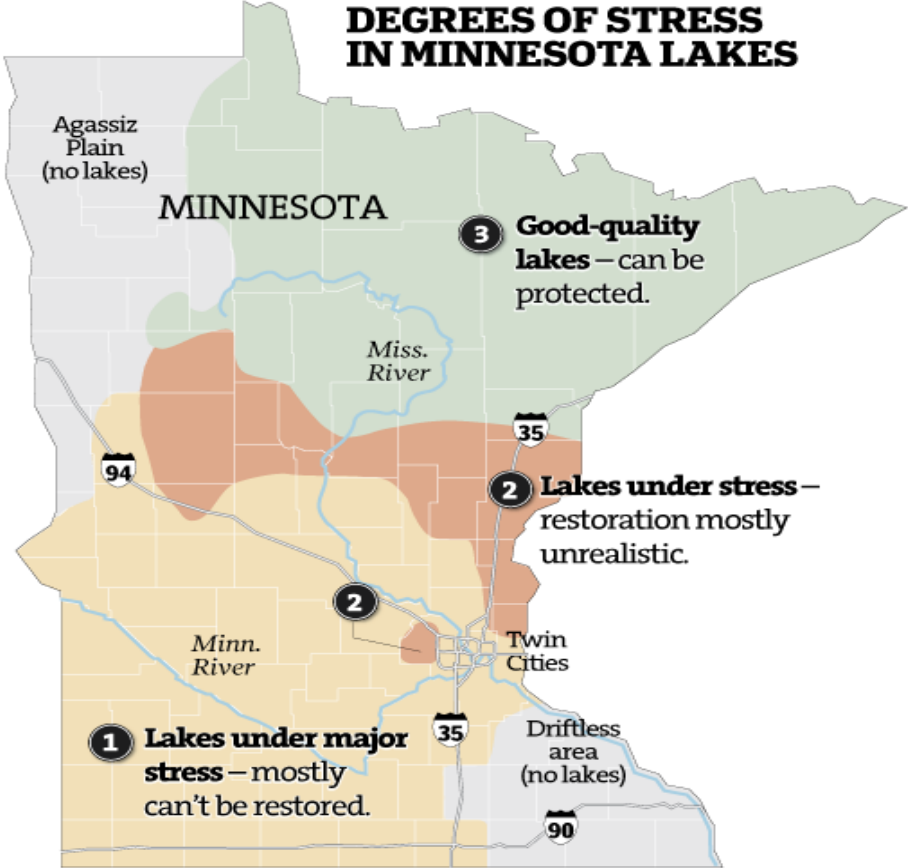 DEGREES OF STRESS
IN MINNESOTA LAKES
Agassiz
Plain
(no lakes)
MINNESOTA
3 Good-quality
lakes – can be
protected.
Miss.
River
35
94
2 Lakes under stress –
restoration mostly
unrealistic.
2
Minn.
River
Twin
Cities
1 Lakes under major
stress – mostly
can't be restored.
35
Driftless
area
(no lakes)
90